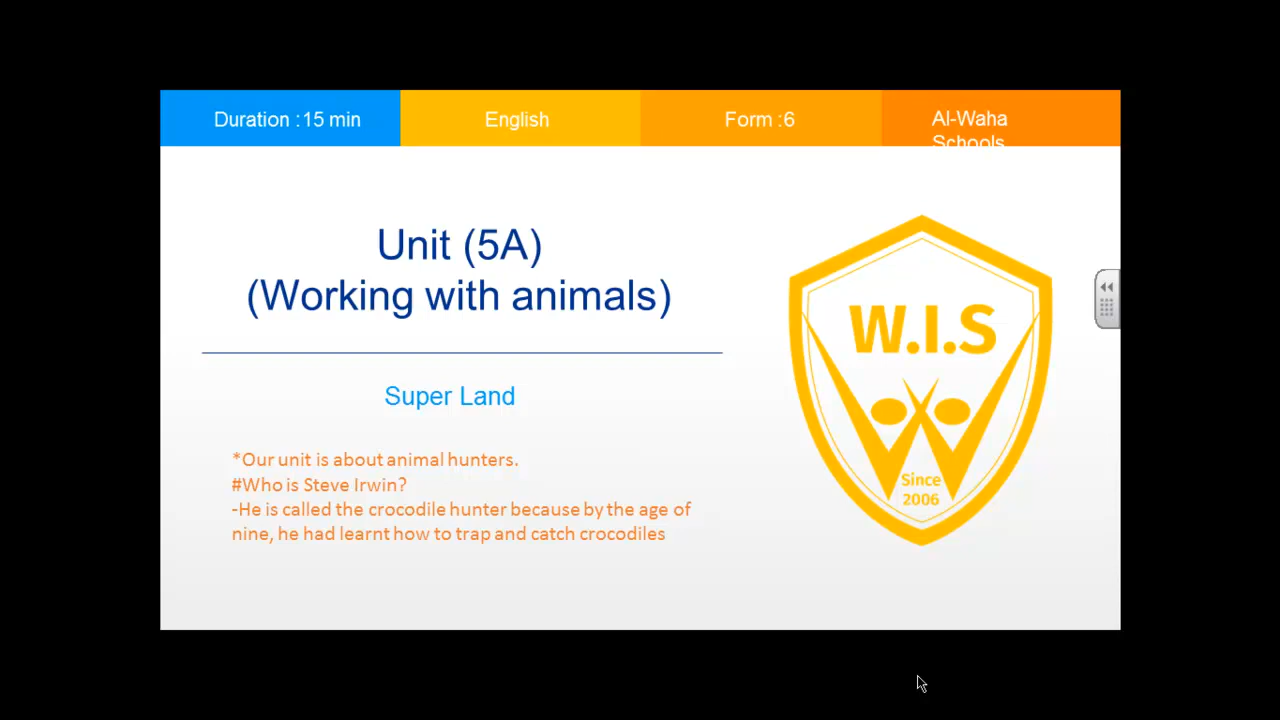 Duration :15 min
English
Form :6
Al-Waha
Schools
Unit (5A)
(Working with animals)
Super Land
*Our unit is about animal hunters.
#Who is Steve Irwin?
-He is called the crocodile hunter because by the age of
nine, he had learnt how to trap and catch crocodiles
W.I.S
Since
2006